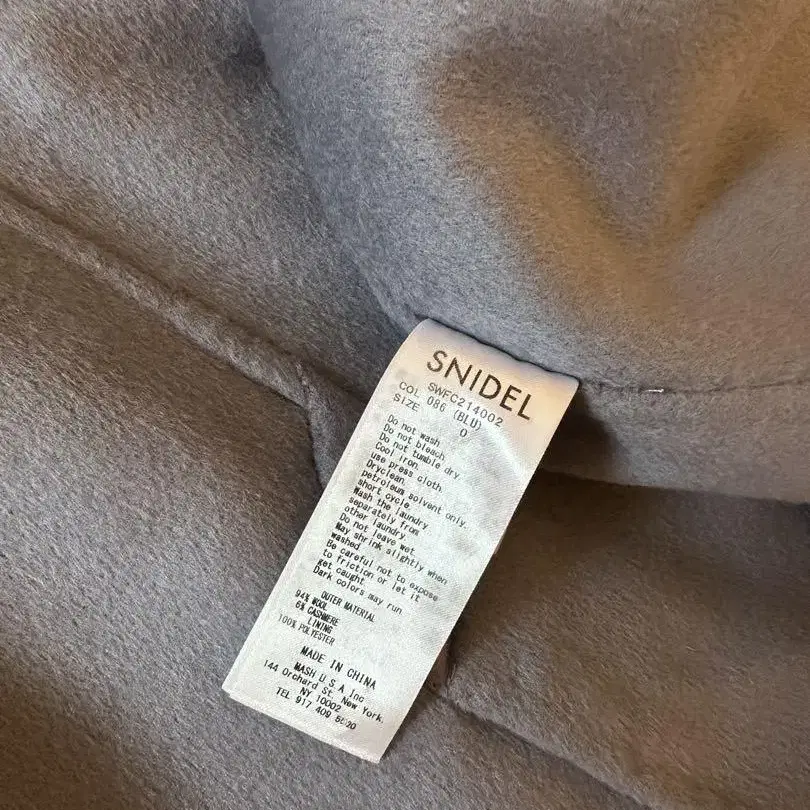 SNIDEL
SWFC214002
COL 086 (BLU)
SIZE 0
Do not wash
Do not bleach.
Do not tumble dry.
Cool iron.
use press cloth
Dryclean.
petroleum solvent only.
short cycle.
Wash the laundry
separately from
other laundry.
Do not leave wet.
May shrink slightly when
washed
Be careful not to expose
to friction or let it
get caught
Dark colors may run
OUTER MATERIAL
94% WOOL
6% CASHMERE
LINING
100% POLYESTER
MADE IN CHINA
MASH U S A Inc.
144 Orchard St. New York.
NY 10002
TEL 917 409 5520